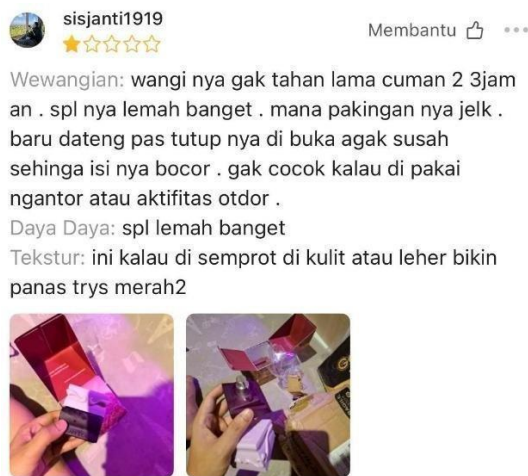 sisjanti1919
Membantu
Wewangian: wangi nya gak tahan lama cuman 2 3jam
an . spl nya lemah banget . mana pakingan nya jelk .
baru dateng pas tutup nya di buka agak susah
sehingga isi nya bocor . gak cocok kalau di pakai
ngantor atau aktifitas otdor .
Daya Daya: spl lemah banget
Tekstur: ini kalau di semprot di kulit atau leher bikin
panas trys merah2